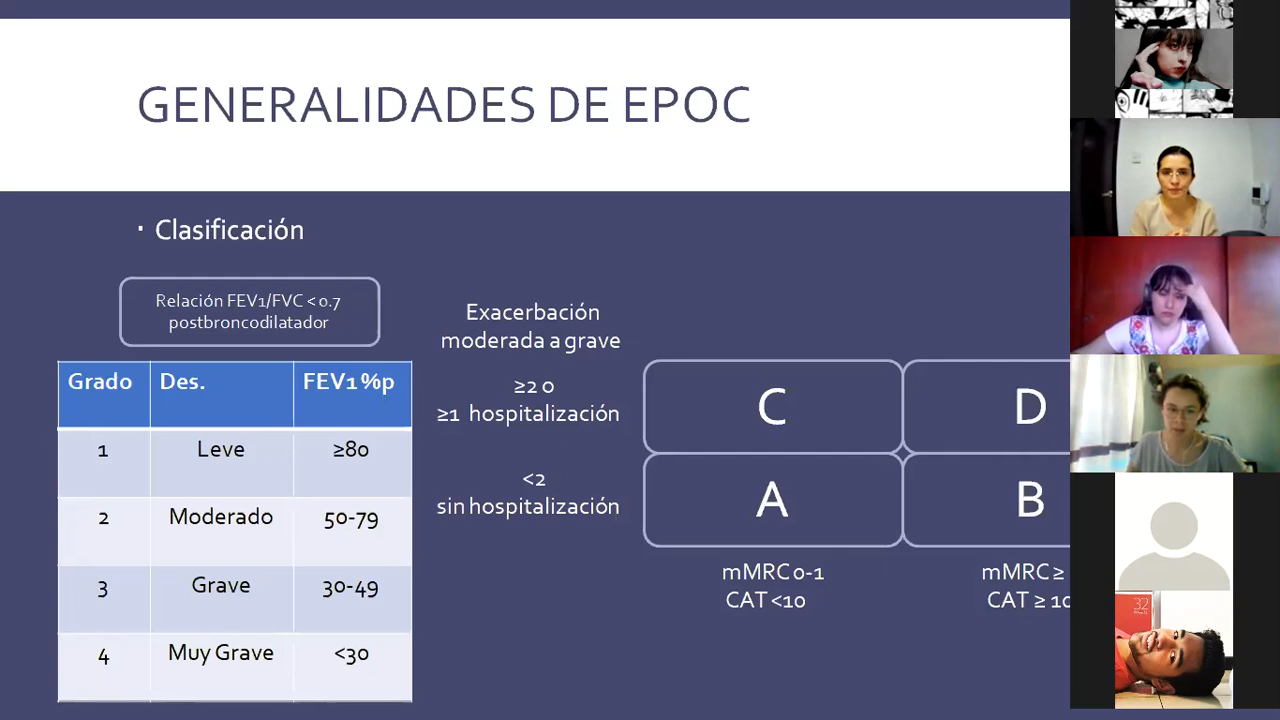 GENERALIDADES DE EPOC
▪ Clasificación
Relación FEV1/FVC < 0.7
postbroncodilatador
Grado Des. FEV1 %p
1 Leve ≥80
2 Moderado 50-79
3 Grave 30-49
4 Muy Grave <30
Exacerbación
moderada a grave
≥2 o
≥1 hospitalización
<2
sin hospitalización
C D
A B
mMRC 0-1 mMRC ≥
CAT <10 CAT ≥ 10
32